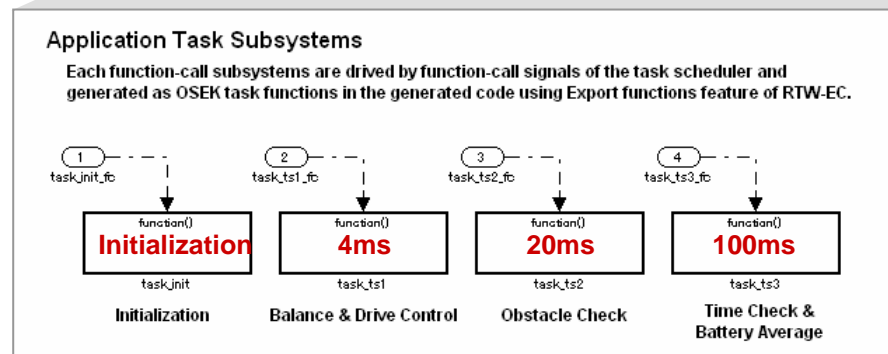 Application Task Subsystems
Each function-call subsystems are drived by function-call signals of the task scheduler and
generated as OSEK task functions in the generated code using Export functions feature of RTW-EC.
1 2 3 4
task_init_fc task_ts1_fc task_ts2_fc task_ts3_fc
function() function() function() function()
Initialization 4ms 20ms 100ms
task_init task_ts1 task_ts2 task_ts3
Initialization Balance & Drive Control Obstacle Check Time Check &
Battery Average